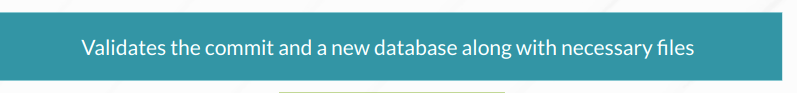 Validates the commit and a new database along with necessary files